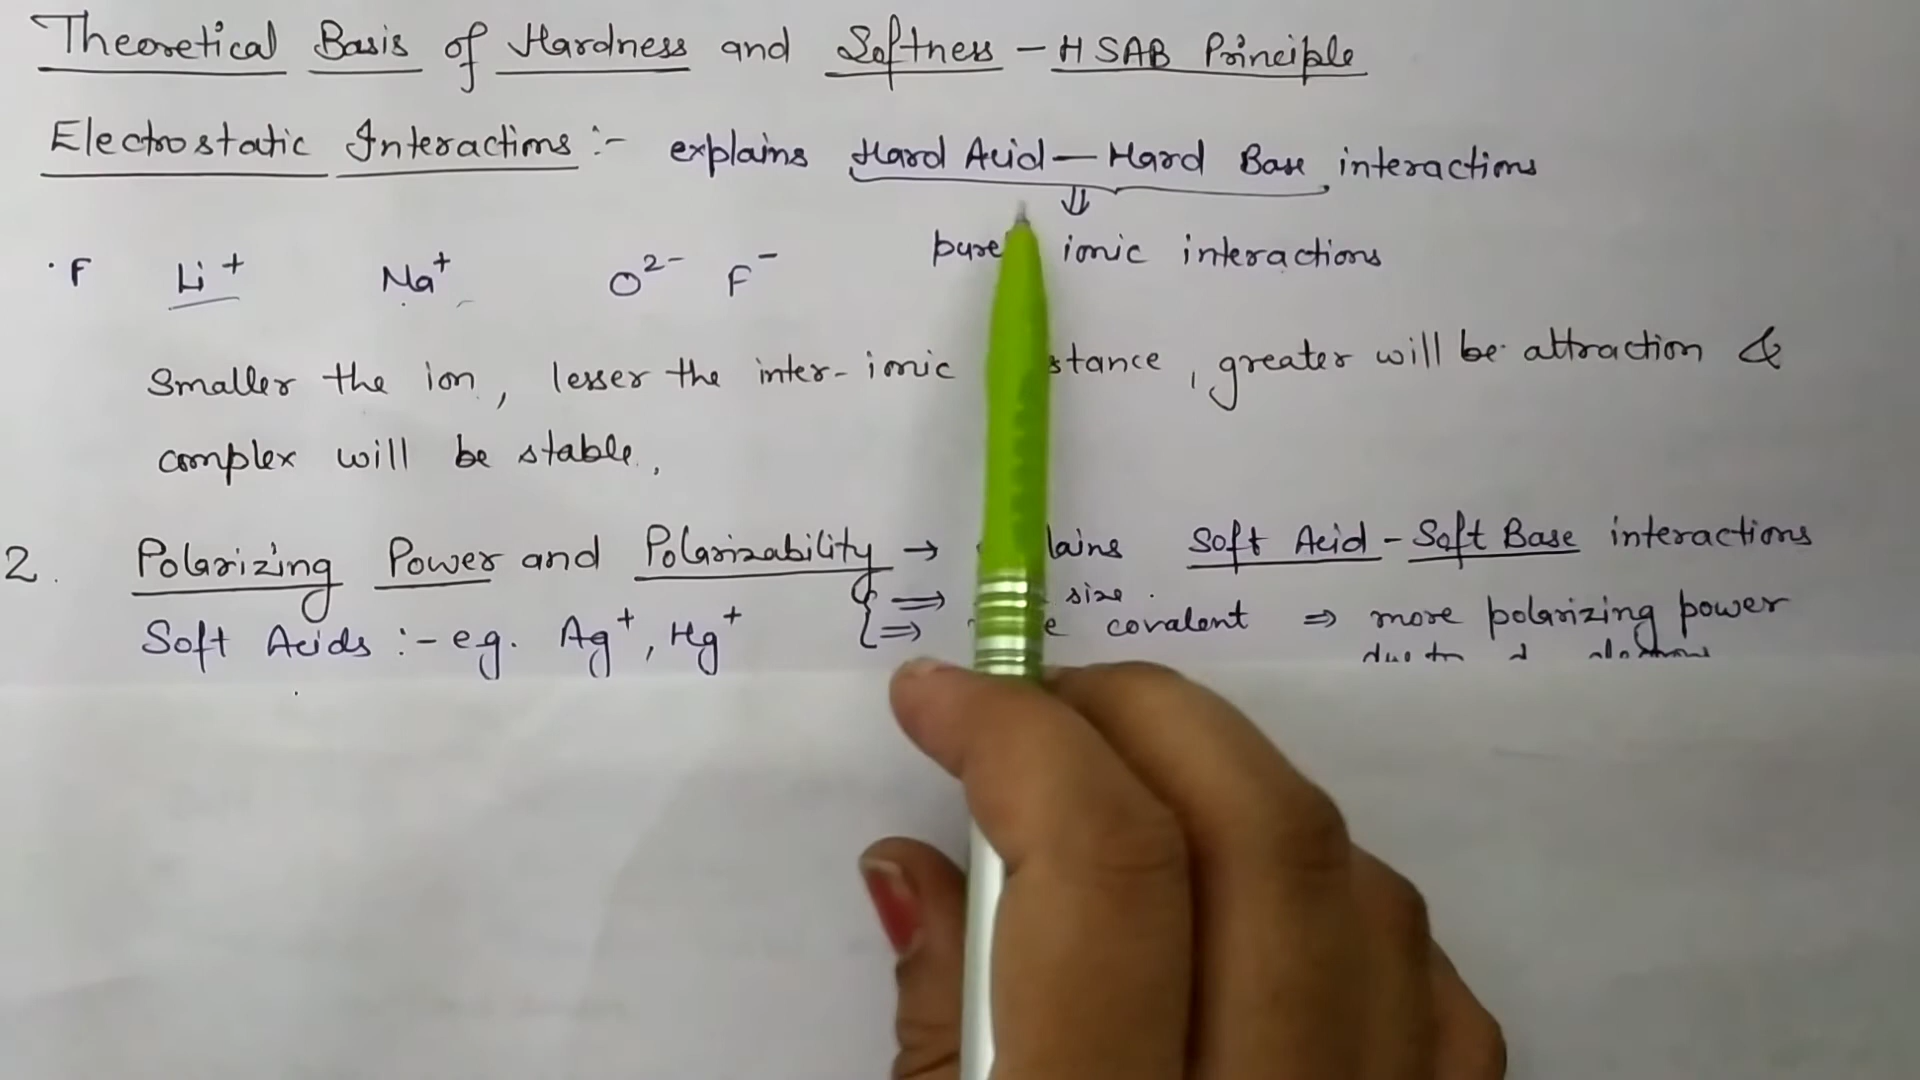 Theoretical Basis of Hardness and Softness - HSAB Principle
Electrostatic Interactions :- explains Hard Acid - Hard Base interactions
⇓
pure ionic interactions
F Li⁺ Na⁺ O²⁻ F⁻
Smaller the ion, lesser the inter-ionic stance, greater will be attraction &
complex will be stable.
2. Polarizing Power and Polarizability → lains Soft Acid - Soft Base interactions
⇒ size.
Soft Acids :- eg. Ag⁺, Hg⁺ ⇒ e covalent ⇒ more polarizing power
due to d